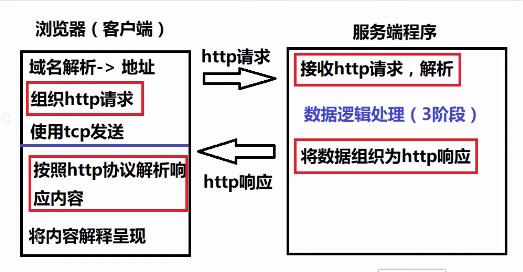 浏览器（客户端）
域名解析-> 地址
组织http请求
使用tcp发送
按照http协议解析响
应内容
将内容解释呈现
http请求
http响应
服务端程序
接收http请求，解析
数据逻辑处理（3阶段）
将数据组织为http响应